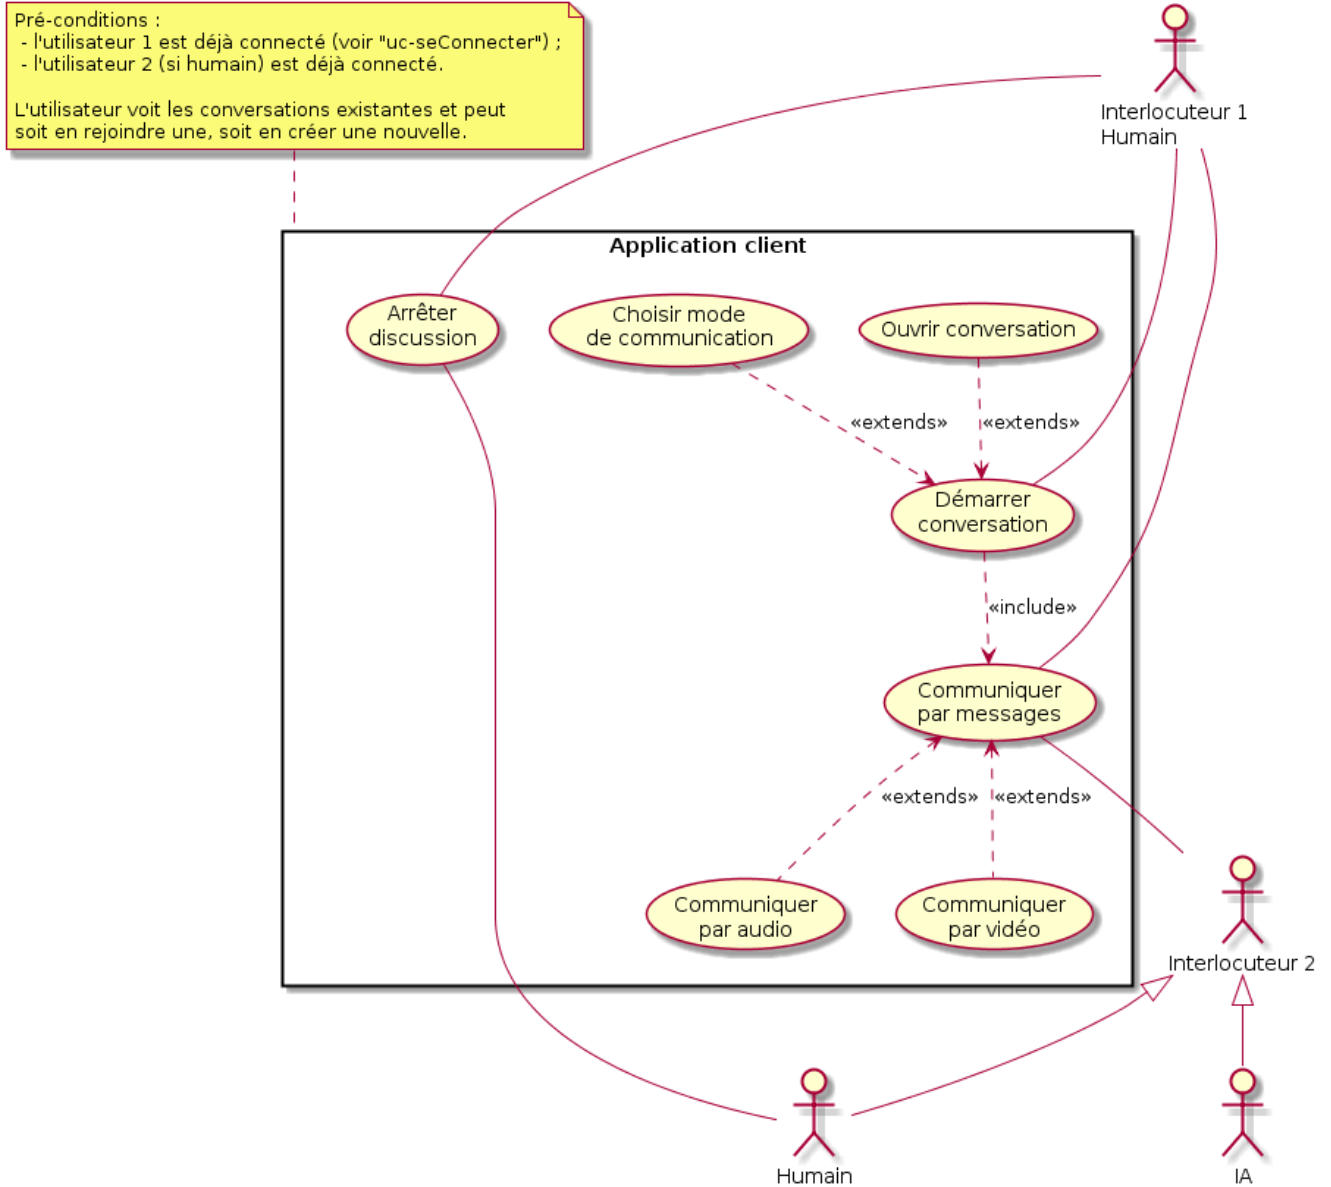 Pré-conditions :
- l'utilisateur 1 est déjà connecté (voir "uc-seConnecter") ;
- l'utilisateur 2 (si humain) est déjà connecté.
L'utilisateur voit les conversations existantes et peut
soit en rejoindre une, soit en créer une nouvelle.
Interlocuteur 1
Humain
Application client
Arrêter
discussion
Choisir mode
de communication
Ouvrir conversation
«extends»
«extends»
Démarrer
conversation
«include»
Communiquer
par messages
«extends»
«extends»
Communiquer
par audio
Communiquer
par vidéo
Interlocuteur 2
Humain
IA